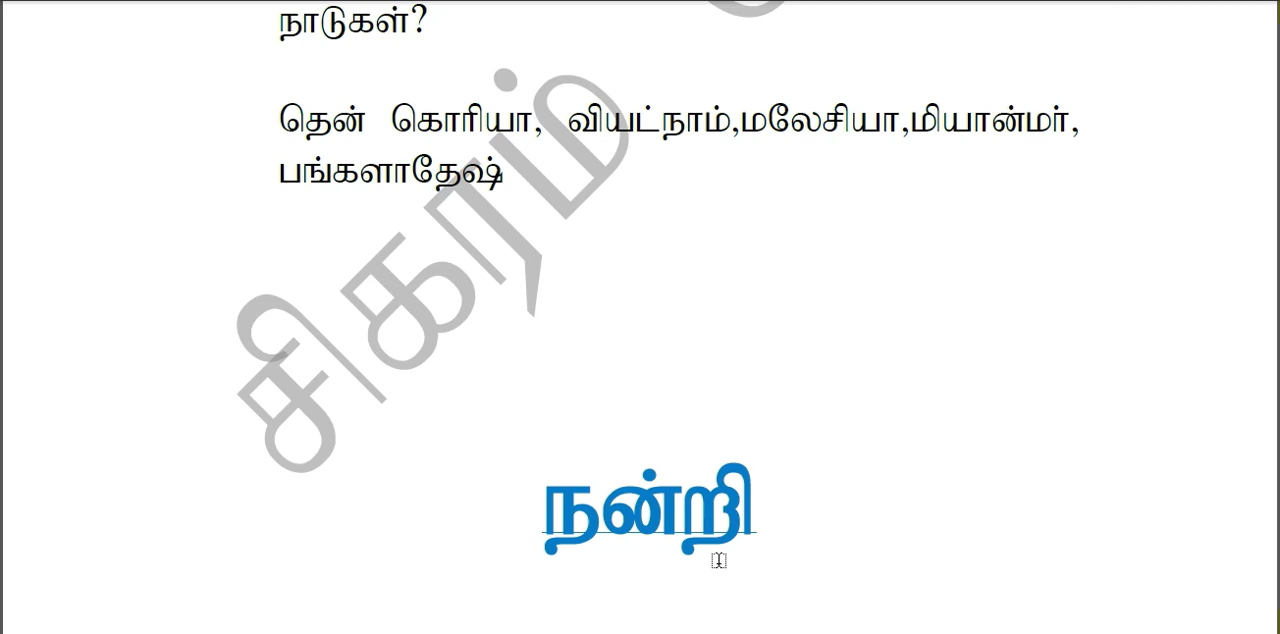 நாடுகள்?
தென் கொரியா, வியட்நாம்,மலேசியா,மியான்மர்,
பங்களாதேஷ்
சிகரம்
நன்றி